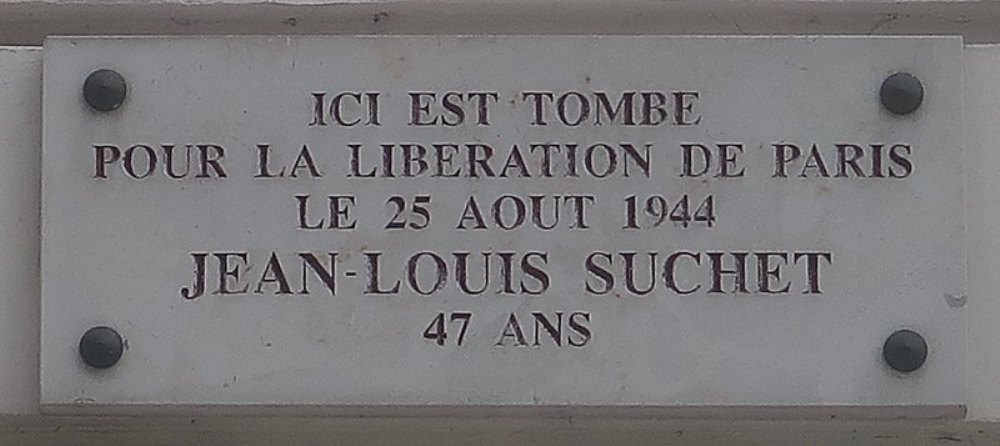 ICI EST TOMBE
POUR LA LIBERATION DE PARIS
LE 25 AOUT 1944
JEAN-LOUIS SUCHET
47 ANS